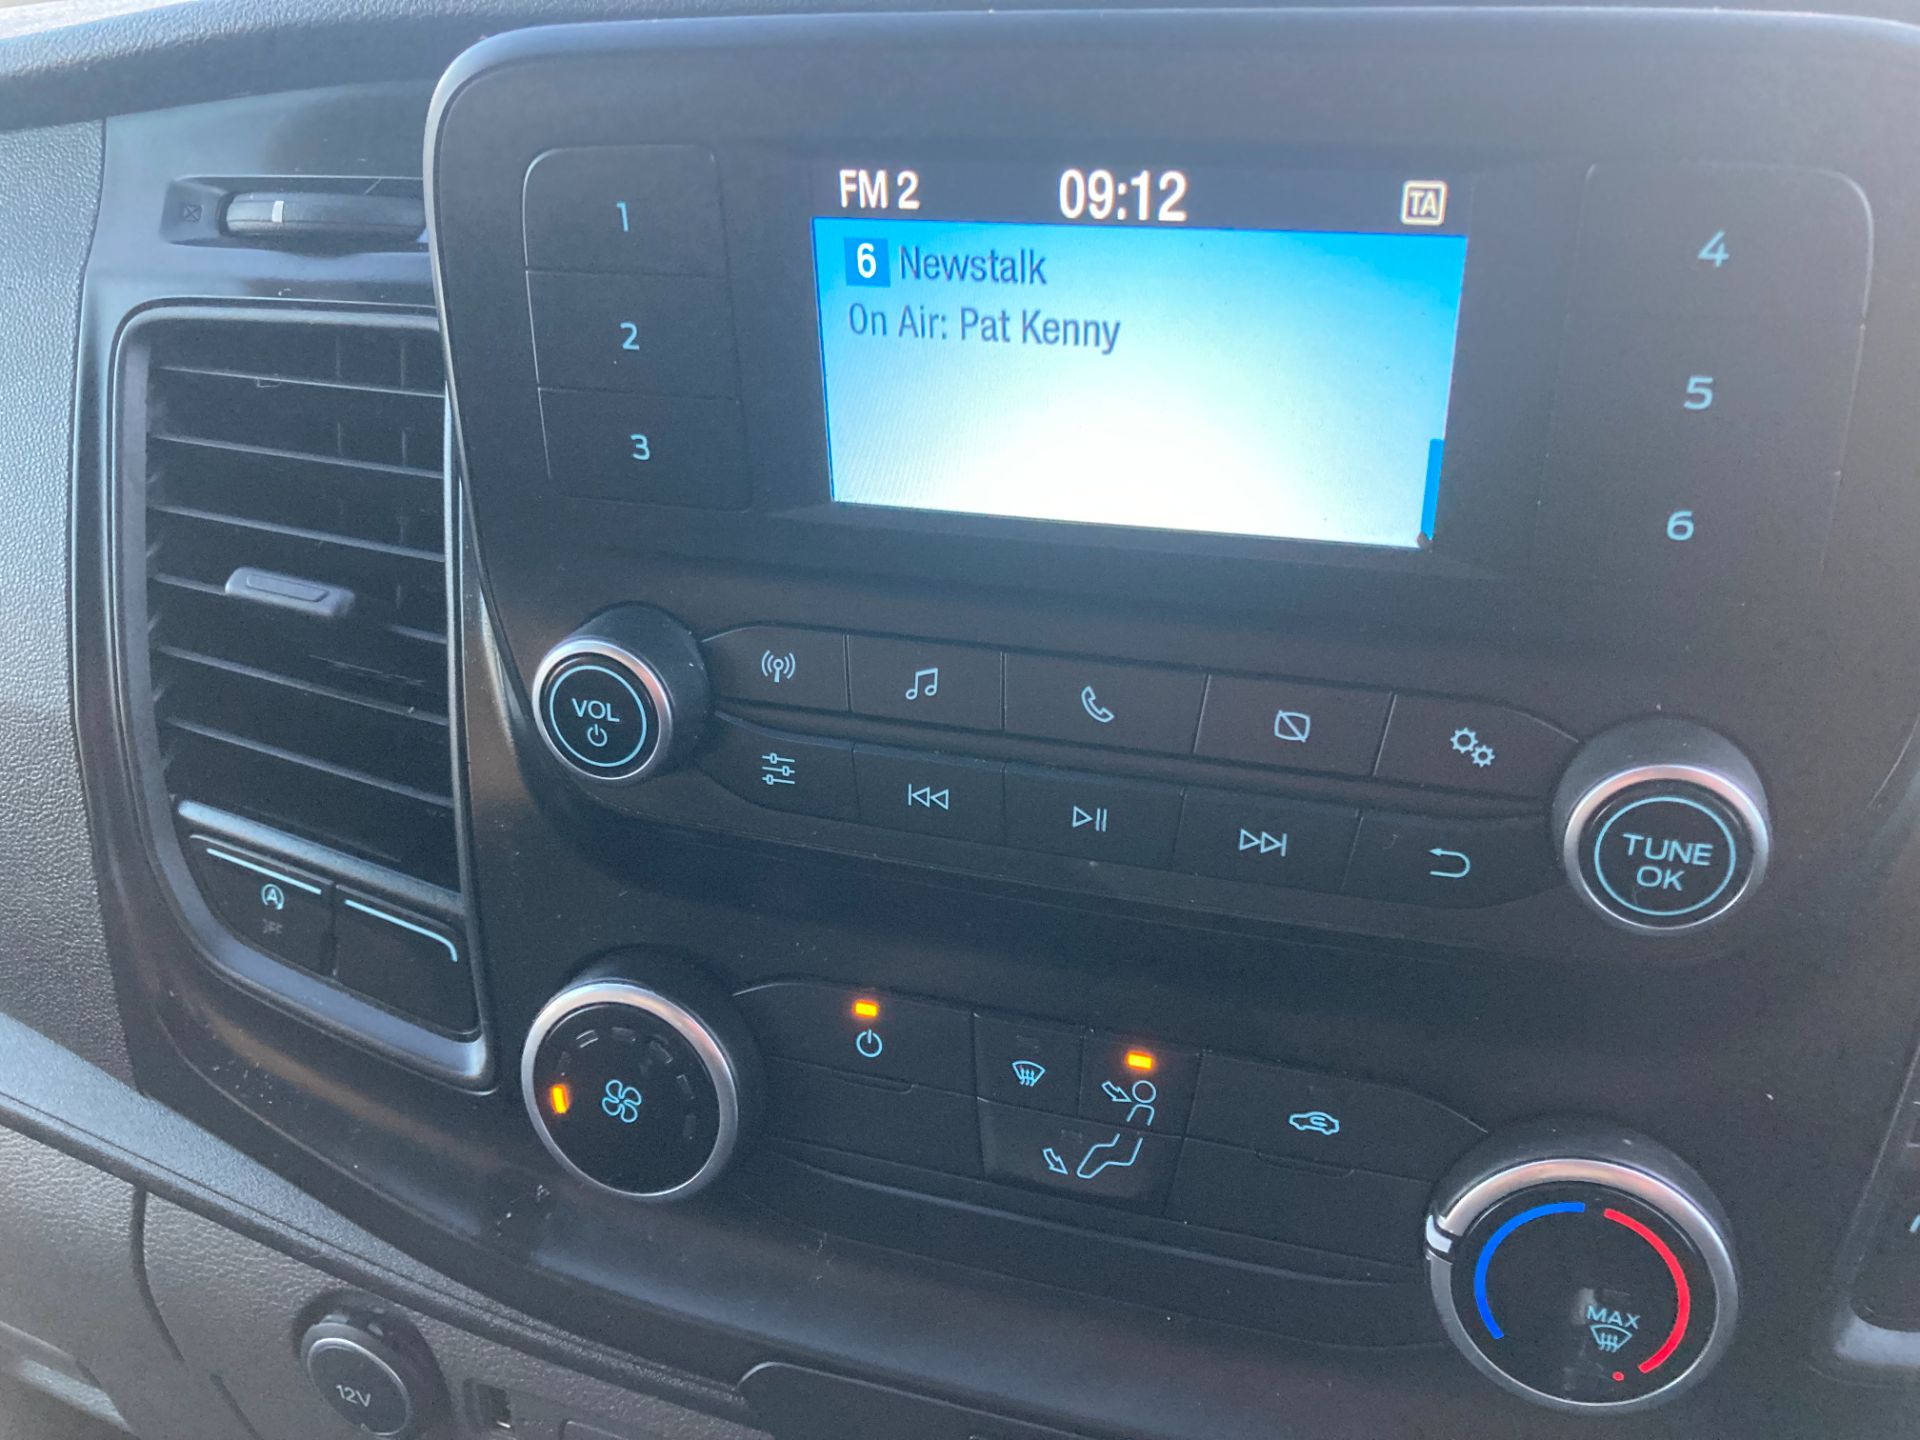 FM 2 09:12 TA
6 Newstalk
On Air: Pat Kenny
1
2
3
4
5
6
VOL
TUNE
OK
A
OFF
MAX
12V